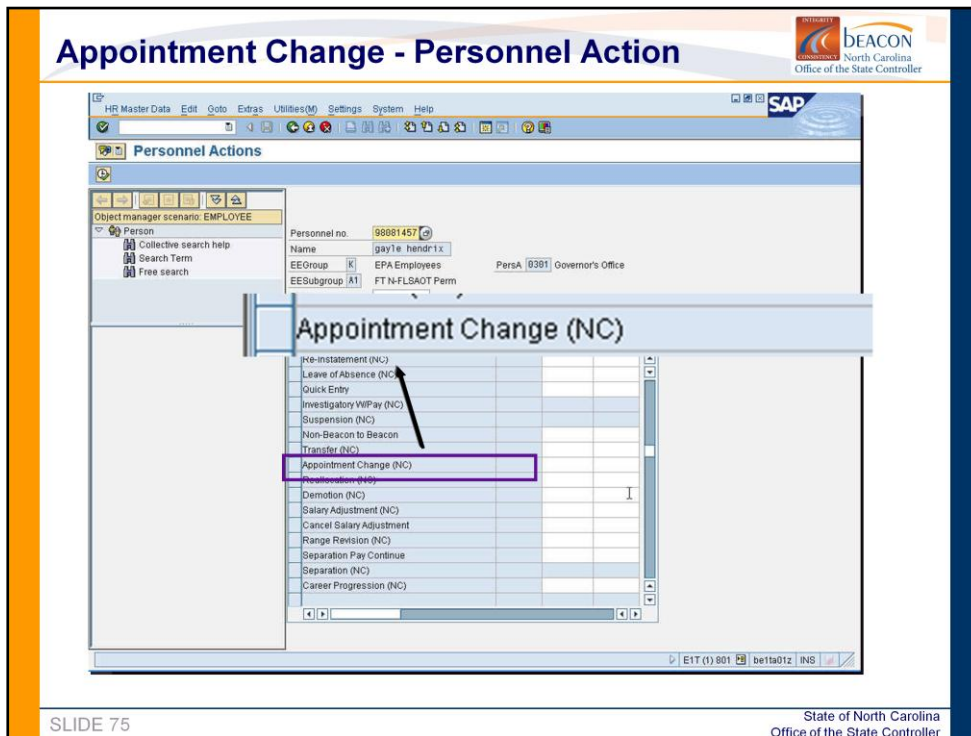 Appointment Change - Personnel Action
INTEGRITY
CONSISTENCY
BEACON
North Carolina
Office of the State Controller
HR Master Data Edit Goto Extras Utilities(M) Settings System Help
SAP
Personnel Actions
Object manager scenario: EMPLOYEE
Person
Collective search help
Search Term
Free search
Personnel no. 98081457
Name gayle hendrix
EEGroup K EPA Employees PersA 0301 Governor's Office
EESubgroup A1 FT N-FLSAOT Perm
Appointment Change (NC)
Re-Instatement (NC)
Leave of Absence (NC)
Quick Entry
Investigatory W/Pay (NC)
Suspension (NC)
Non-Beacon to Beacon
Transfer (NC)
Appointment Change (NC)
Reallocation (NC)
Demotion (NC)
Salary Adjustment (NC)
Cancel Salary Adjustment
Range Revision (NC)
Separation Pay Continue
Separation (NC)
Career Progression (NC)
E1T (1) 801 be1ta01z INS
SLIDE 75
State of North Carolina
Office of the State Controller